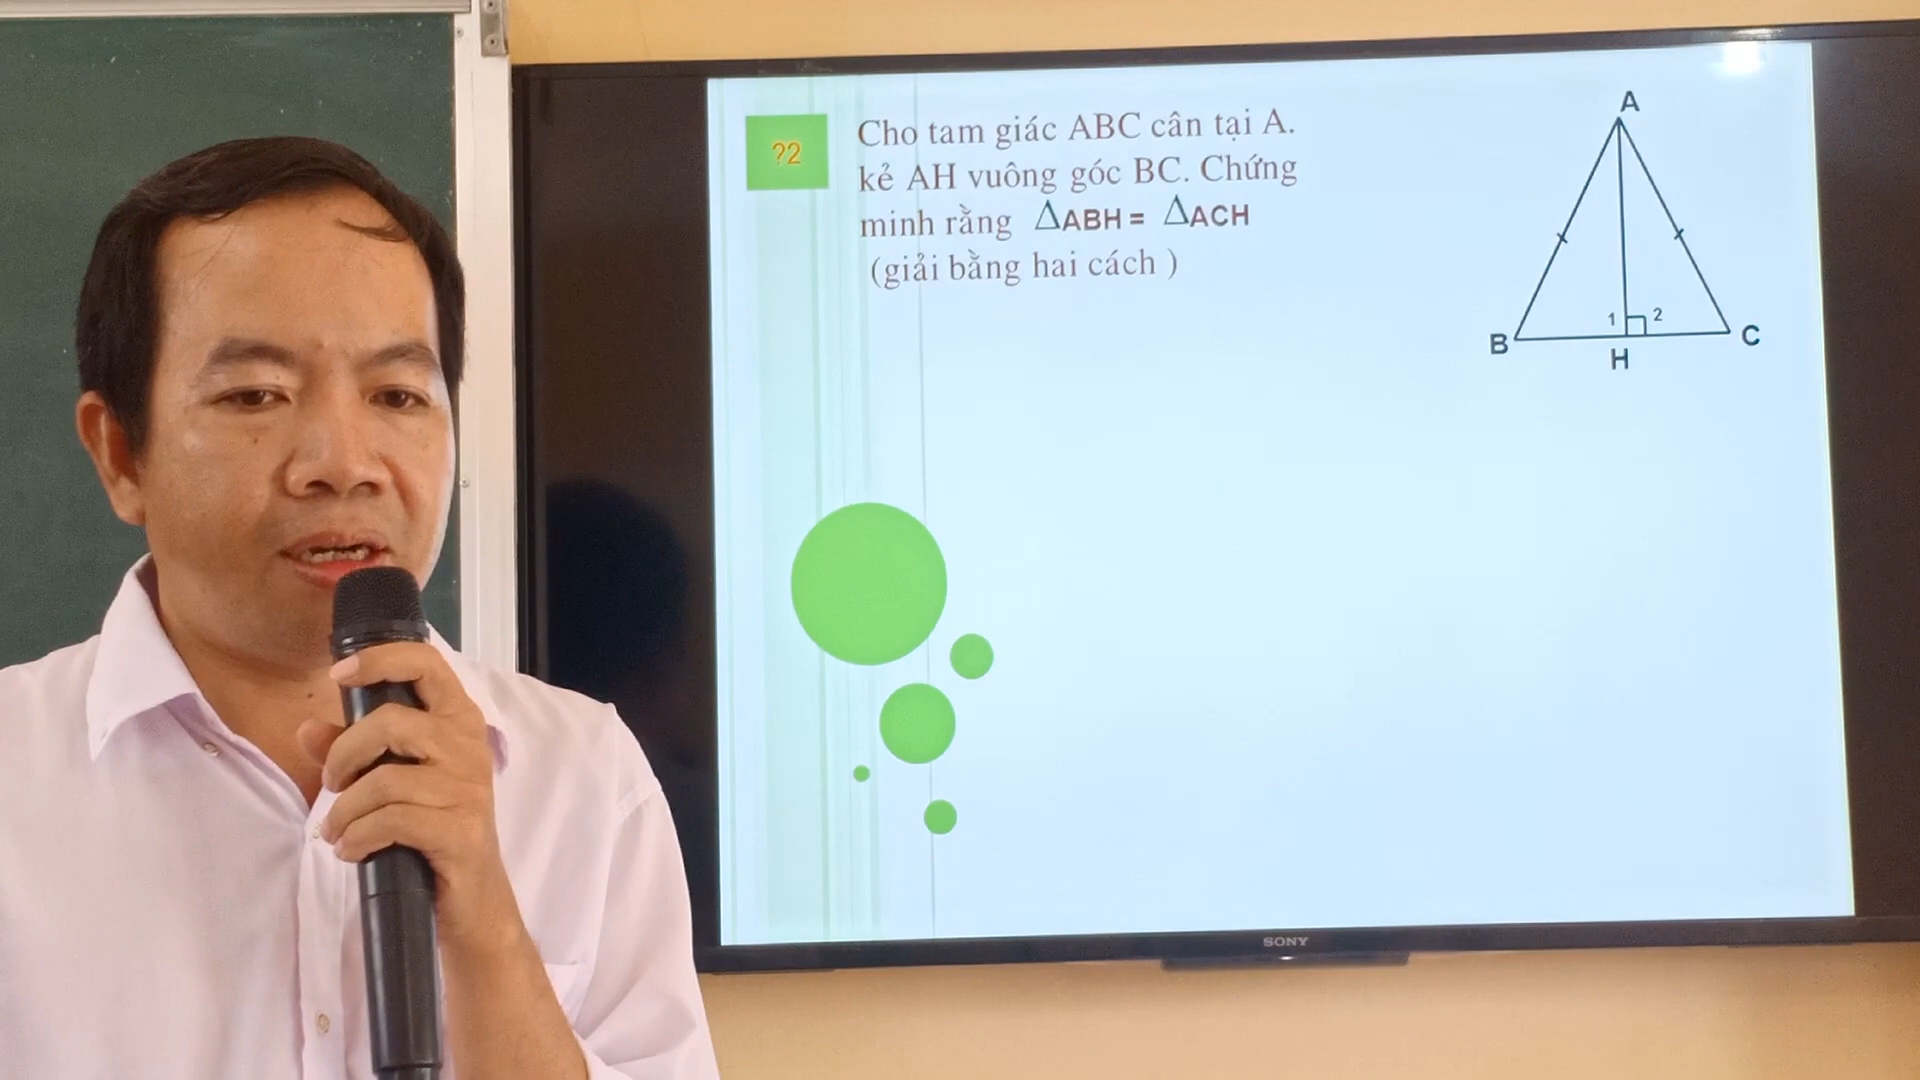 ?2
Cho tam giác ABC cân tại A.
kẻ AH vuông góc BC. Chứng
minh rằng ΔABH = ΔACH
(giải bằng hai cách )
A
1 2
B C
H
SONY